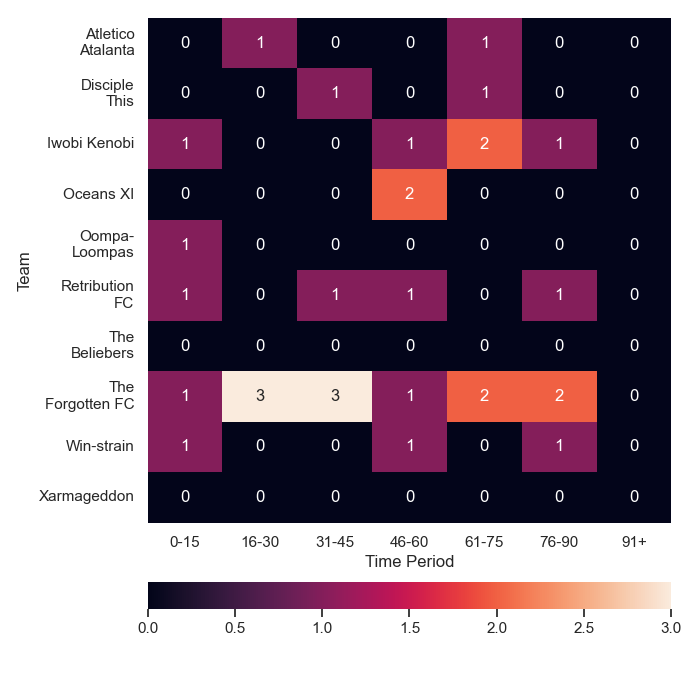 Atletico
Atalanta
0 1 0 0 1 0 0
Disciple
This
0 0 1 0 1 0 0
Iwobi Kenobi
1 0 0 1 2 1 0
Oceans XI
0 0 0 2 0 0 0
Oompa-
Loompas
1 0 0 0 0 0 0
Team
Retribution
FC
1 0 1 1 0 1 0
The
Beliebers
0 0 0 0 0 0 0
The
Forgotten FC
1 3 3 1 2 2 0
Win-strain
1 0 0 1 0 1 0
Xarmageddon
0 0 0 0 0 0 0
0-15 16-30 31-45 46-60 61-75 76-90 91+
Time Period
0.0 0.5 1.0 1.5 2.0 2.5 3.0